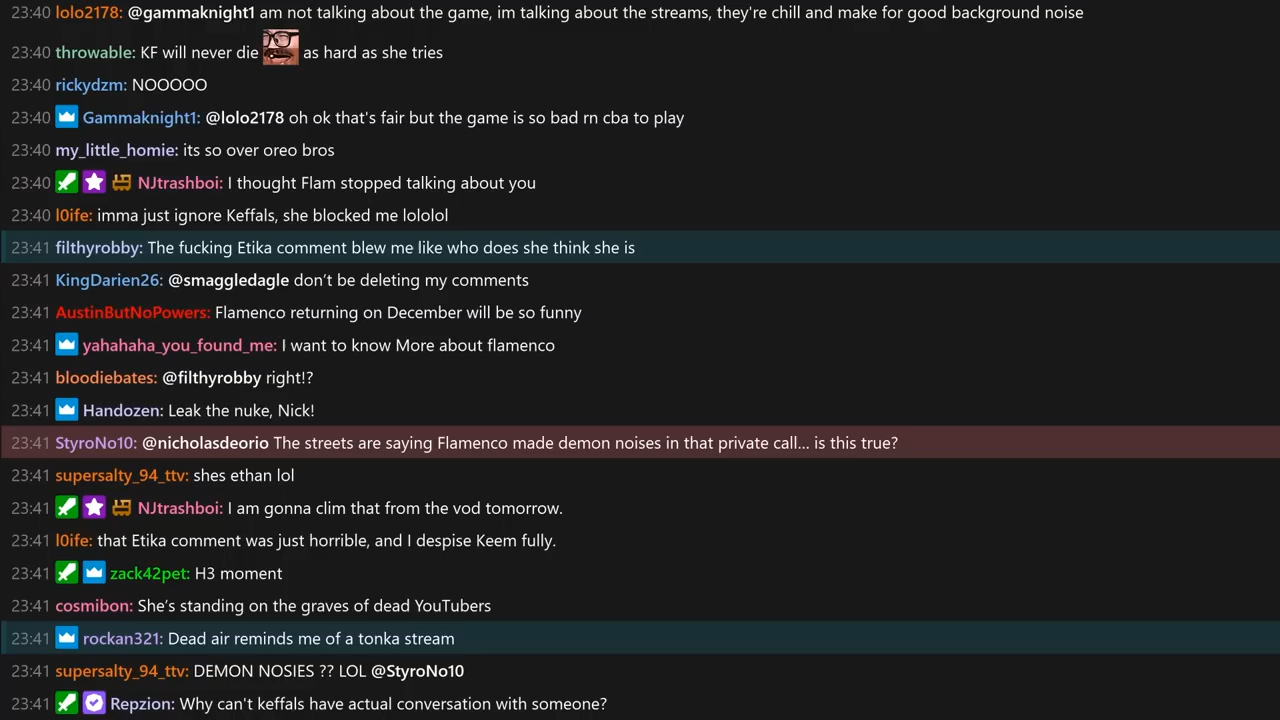 23:40 lolo2178: @gammaknight1 am not talking about the game, im talking about the streams, they're chill and make for good background noise
23:40 throwable: KF will never die as hard as she tries
23:40 rickydzm: NOOOOO
23:40 Gammaknight1: @lolo2178 oh ok that's fair but the game is so bad rn cba to play
23:40 my_little_homie: its so over oreo bros
23:40 NJtrashboi: I thought Flam stopped talking about you
23:40 l0ife: imma just ignore Keffals, she blocked me lololol
23:41 filthyrobby: The fucking Etika comment blew me like who does she think she is
23:41 KingDarien26: @smaggledagle don't be deleting my comments
23:41 AustinButNoPowers: Flamenco returning on December will be so funny
23:41 yahahaha_you_found_me: I want to know More about flamenco
23:41 bloodiebates: @filthyrobby right!?
23:41 Handozen: Leak the nuke, Nick!
23:41 StyroNo10: @nicholasdeorio The streets are saying Flamenco made demon noises in that private call... is this true?
23:41 supersalty_94_ttv: shes ethan lol
23:41 NJtrashboi: I am gonna clim that from the vod tomorrow.
23:41 l0ife: that Etika comment was just horrible, and I despise Keem fully.
23:41 zack42pet: H3 moment
23:41 cosmibon: She's standing on the graves of dead YouTubers
23:41 rockan321: Dead air reminds me of a tonka stream
23:41 supersalty_94_ttv: DEMON NOSIES ?? LOL @StyroNo10
23:41 Repzion: Why can't keffals have actual conversation with someone?